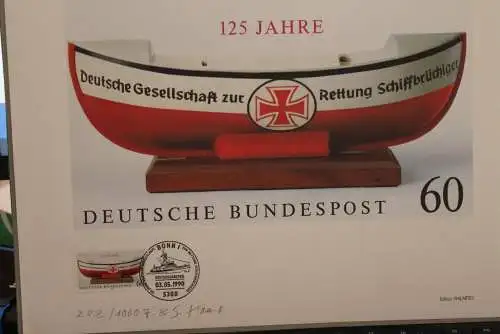 125 JAHRE
Deutsche Gesellschaft zur Rettung Schiffbrüchiger
DEUTSCHE BUNDESPOST 60
BONN 1
03.05.1990
5300